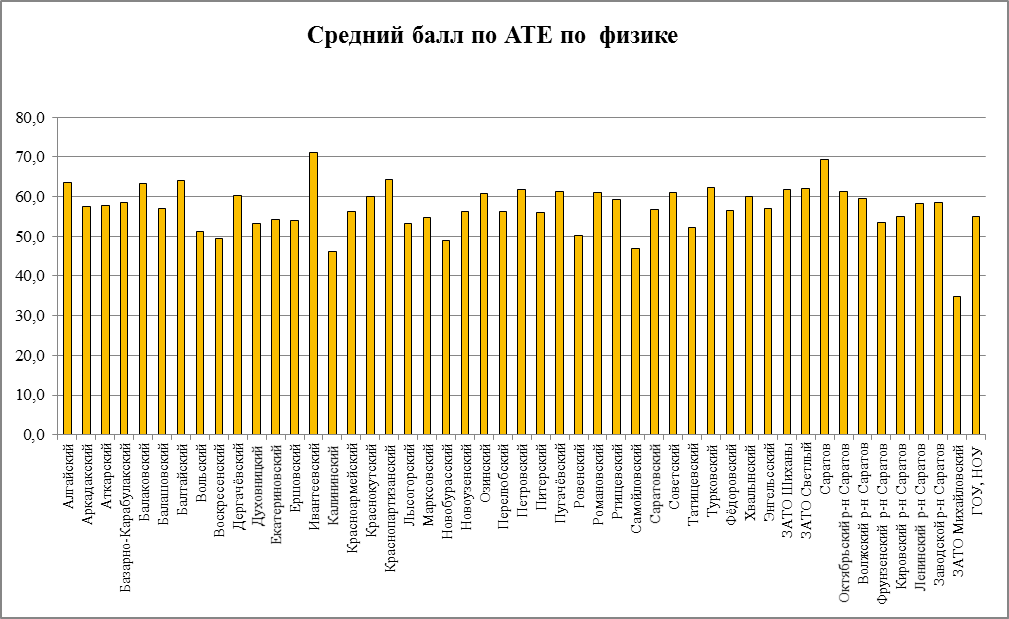 Средний балл по АТЕ по физике
80,0
70,0
60,0
50,0
40,0
30,0
20,0
10,0
0,0
Алгайский
Аркадакский
Аткарский
Базарно-Карабулакский
Балаковский
Балашовский
Балтайский
Вольский
Воскресенский
Дергачёвский
Духовницкий
Екатериновский
Ершовский
Ивантеевский
Калининский
Красноармейский
Краснокутский
Краснопартизанский
Лысогорский
Марксовский
Новобурасский
Новоузенский
Озинский
Перелюбский
Петровский
Питерский
Пугачёвский
Ровенский
Романовский
Ртищевский
Самойловский
Саратовский
Советский
Татищевский
Турковский
Фёдоровский
Хвалынский
Энгельсский
ЗАТО Шиханы
ЗАТО Светлый
Саратов
Октябрьский р-н Саратов
Волжский р-н Саратов
Фрунзенский р-н Саратов
Кировский р-н Саратов
Ленинский р-н Саратов
Заводской р-н Саратов
ЗАТО Михайловский
ГОУ, НОУ